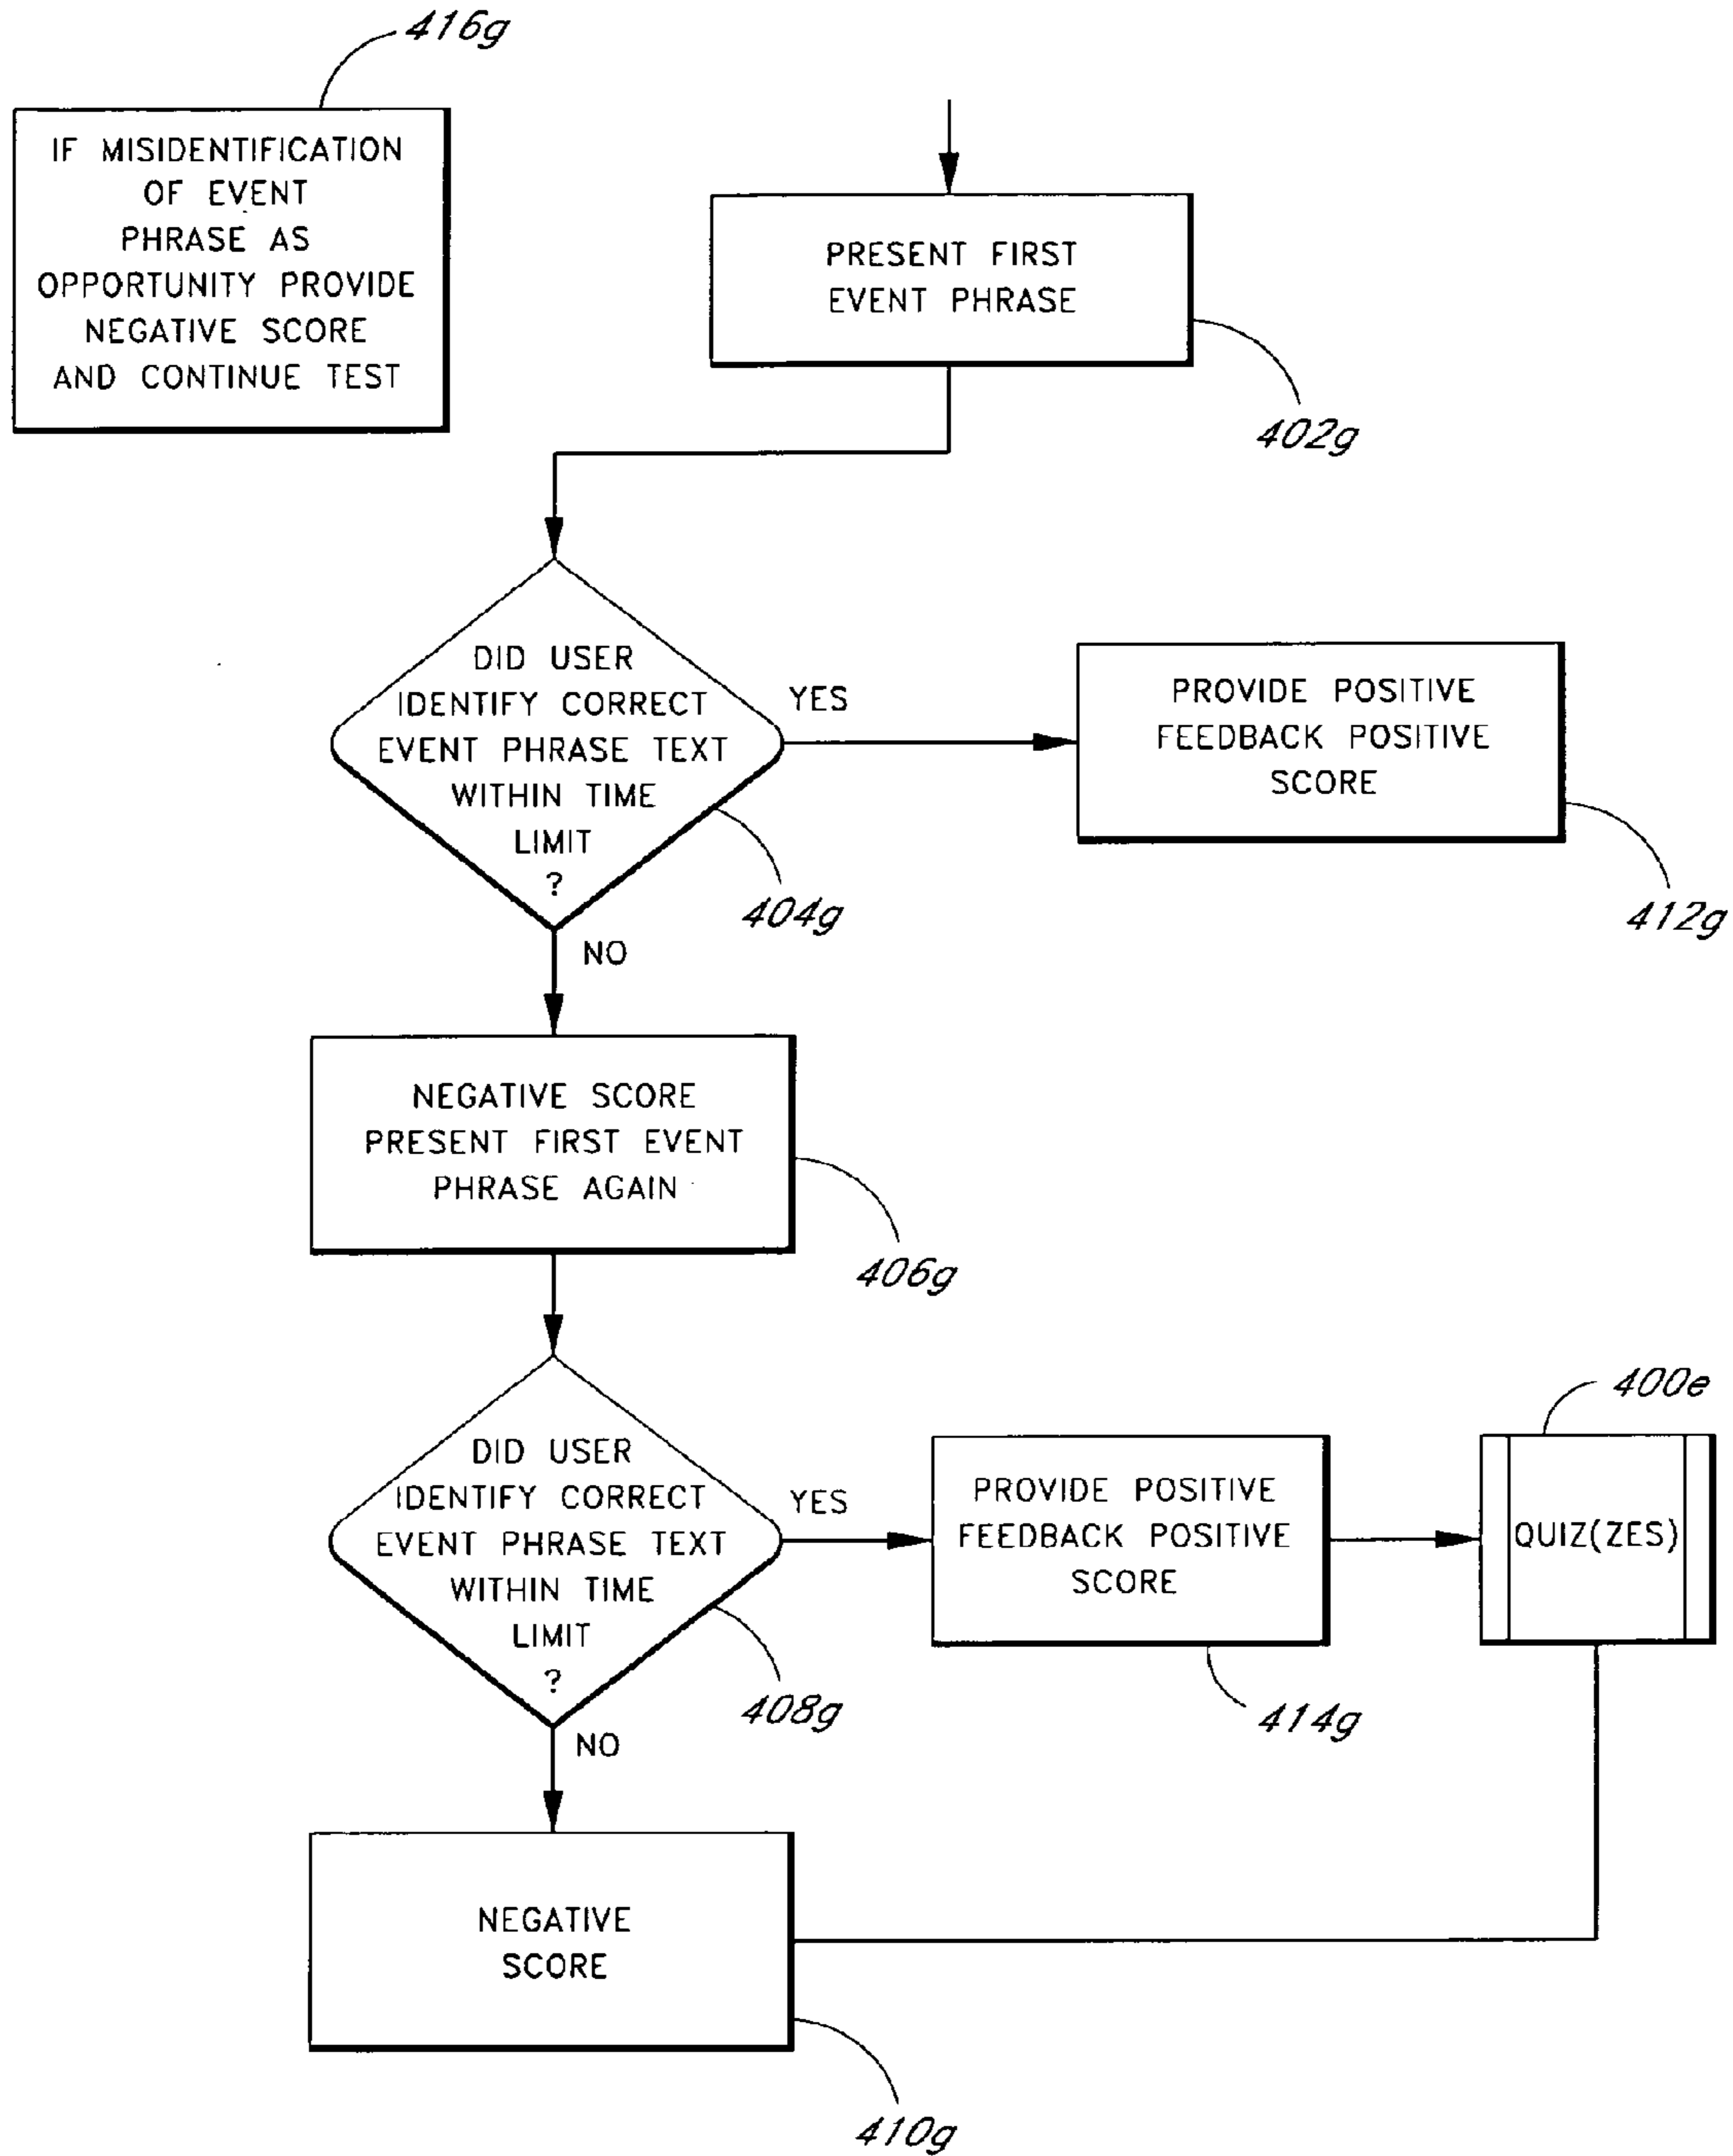 416g
IF MISIDENTIFICATION
OF EVENT
PHRASE AS
OPPORTUNITY PROVIDE
NEGATIVE SCORE
AND CONTINUE TEST
PRESENT FIRST
EVENT PHRASE
402g
DID USER
IDENTIFY CORRECT
EVENT PHRASE TEXT
WITHIN TIME
LIMIT
?
404g
YES
PROVIDE POSITIVE
FEEDBACK POSITIVE
SCORE
412g
NO
NEGATIVE SCORE
PRESENT FIRST EVENT
PHRASE AGAIN
406g
DID USER
IDENTIFY CORRECT
EVENT PHRASE TEXT
WITHIN TIME
LIMIT
?
408g
YES
PROVIDE POSITIVE
FEEDBACK POSITIVE
SCORE
414g
400e
QUIZ(ZES)
NO
NEGATIVE
SCORE
410g